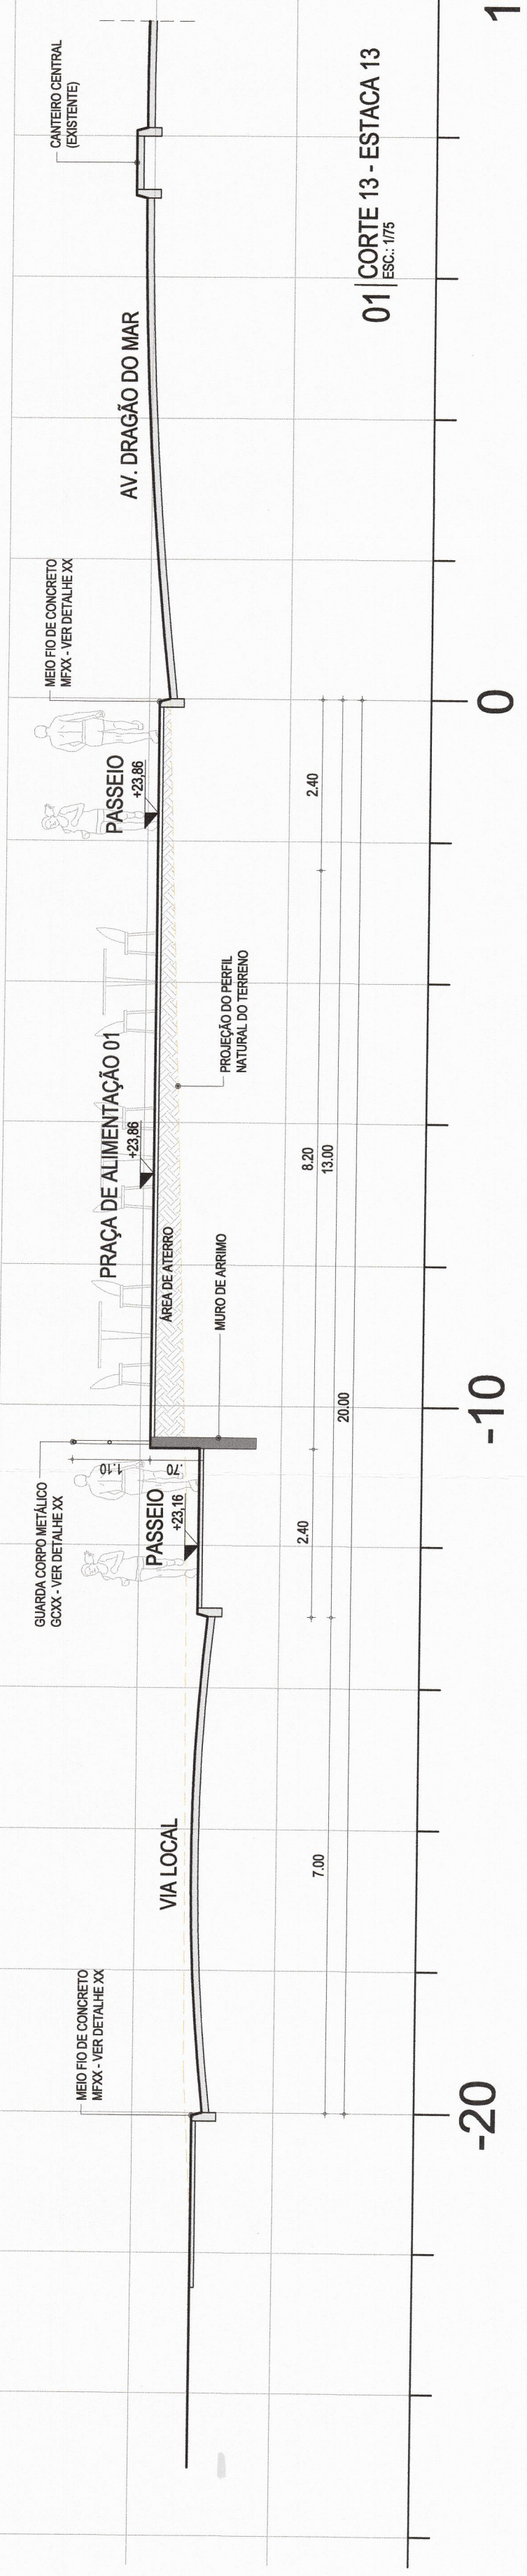 MEIO FIO DE CONCRETO
MFXX - VER DETALHE XX
VIA LOCAL
GUARDA CORPO METÁLICO
GCXX - VER DETALHE XX
PASSEIO
+23,16
1.10
.70
MURO DE ARRIMO
PRAÇA DE ALIMENTAÇÃO 01
+23,86
ÁREA DE ATERRO
PROJEÇÃO DO PERFIL
NATURAL DO TERRENO
PASSEIO
+23,86
MEIO FIO DE CONCRETO
MFXX - VER DETALHE XX
AV. DRAGÃO DO MAR
CANTEIRO CENTRAL
(EXISTENTE)
2.40
8.20
2.40
7.00
13.00
20.00
01 CORTE 13 - ESTACA 13
ESC.: 1/75
-20
-10
0
1